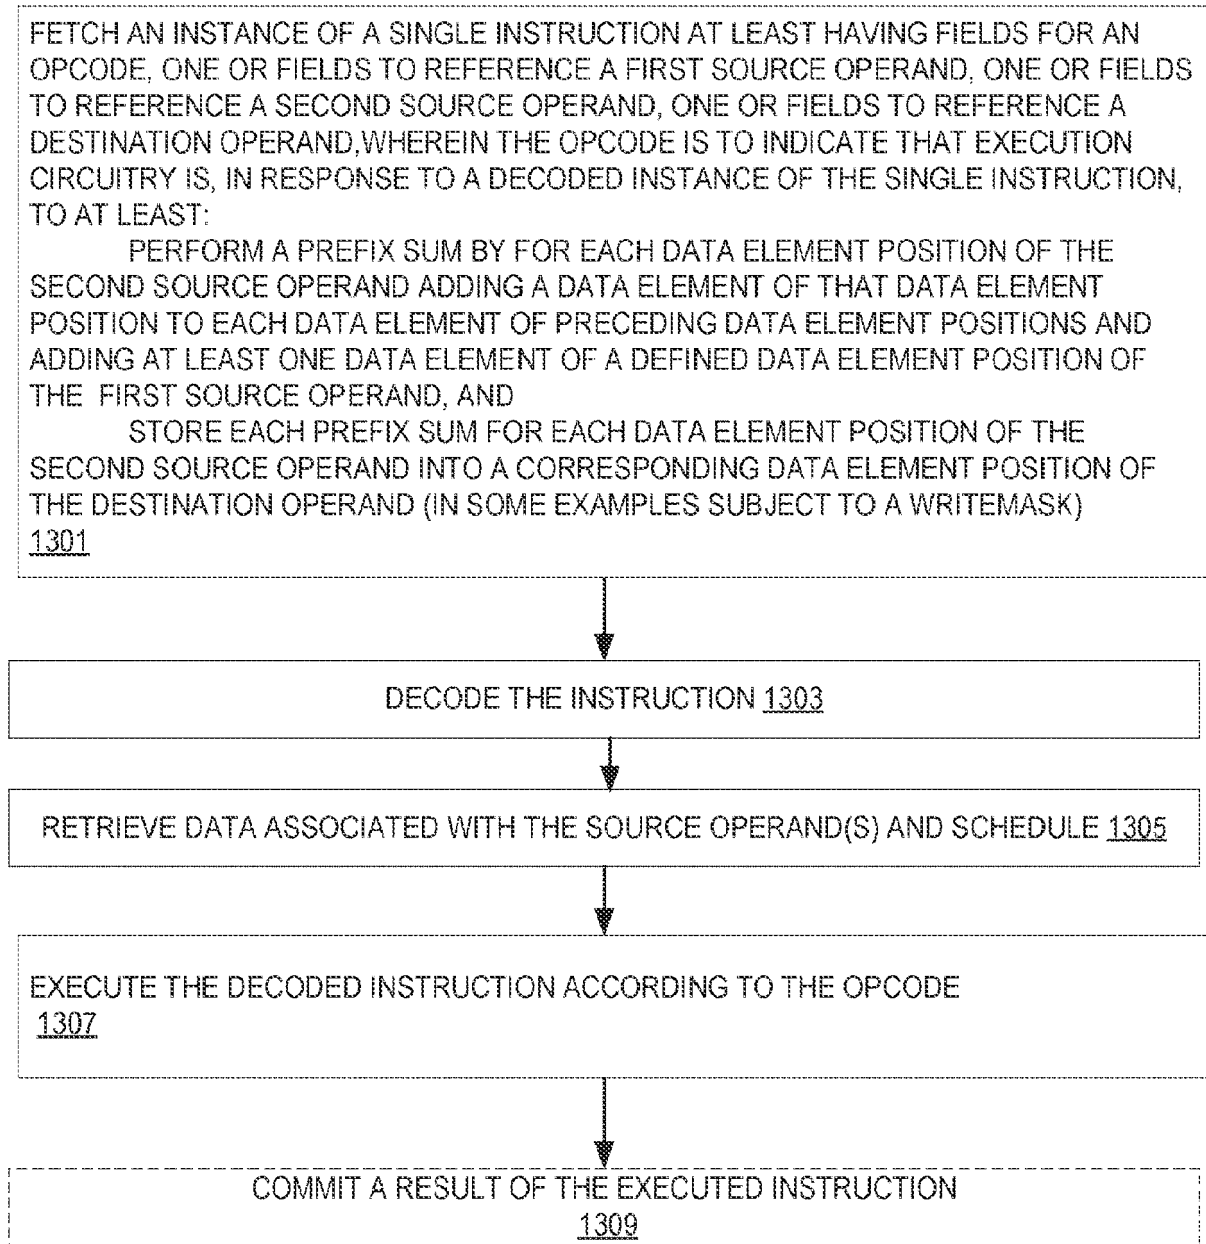 FETCH AN INSTANCE OF A SINGLE INSTRUCTION AT LEAST HAVING FIELDS FOR AN
OPCODE, ONE OR FIELDS TO REFERENCE A FIRST SOURCE OPERAND, ONE OR FIELDS
TO REFERENCE A SECOND SOURCE OPERAND, ONE OR FIELDS TO REFERENCE A
DESTINATION OPERAND,WHEREIN THE OPCODE IS TO INDICATE THAT EXECUTION
CIRCUITRY IS, IN RESPONSE TO A DECODED INSTANCE OF THE SINGLE INSTRUCTION,
TO AT LEAST:
PERFORM A PREFIX SUM BY FOR EACH DATA ELEMENT POSITION OF THE
SECOND SOURCE OPERAND ADDING A DATA ELEMENT OF THAT DATA ELEMENT
POSITION TO EACH DATA ELEMENT OF PRECEDING DATA ELEMENT POSITIONS AND
ADDING AT LEAST ONE DATA ELEMENT OF A DEFINED DATA ELEMENT POSITION OF
THE FIRST SOURCE OPERAND, AND
STORE EACH PREFIX SUM FOR EACH DATA ELEMENT POSITION OF THE
SECOND SOURCE OPERAND INTO A CORRESPONDING DATA ELEMENT POSITION OF
THE DESTINATION OPERAND (IN SOME EXAMPLES SUBJECT TO A WRITEMASK)
1301
DECODE THE INSTRUCTION 1303
RETRIEVE DATA ASSOCIATED WITH THE SOURCE OPERAND(S) AND SCHEDULE 1305
EXECUTE THE DECODED INSTRUCTION ACCORDING TO THE OPCODE
1307
COMMIT A RESULT OF THE EXECUTED INSTRUCTION
1309